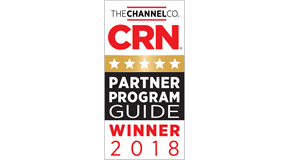 THECHANNELCO.
CRN®
PARTNER
PROGRAM
GUIDE
WINNER
2018